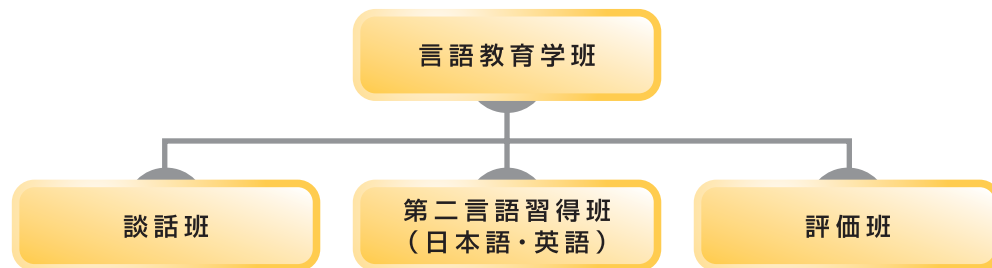 言語教育学班
談話班
第二言語習得班
（日本語・英語）
評価班